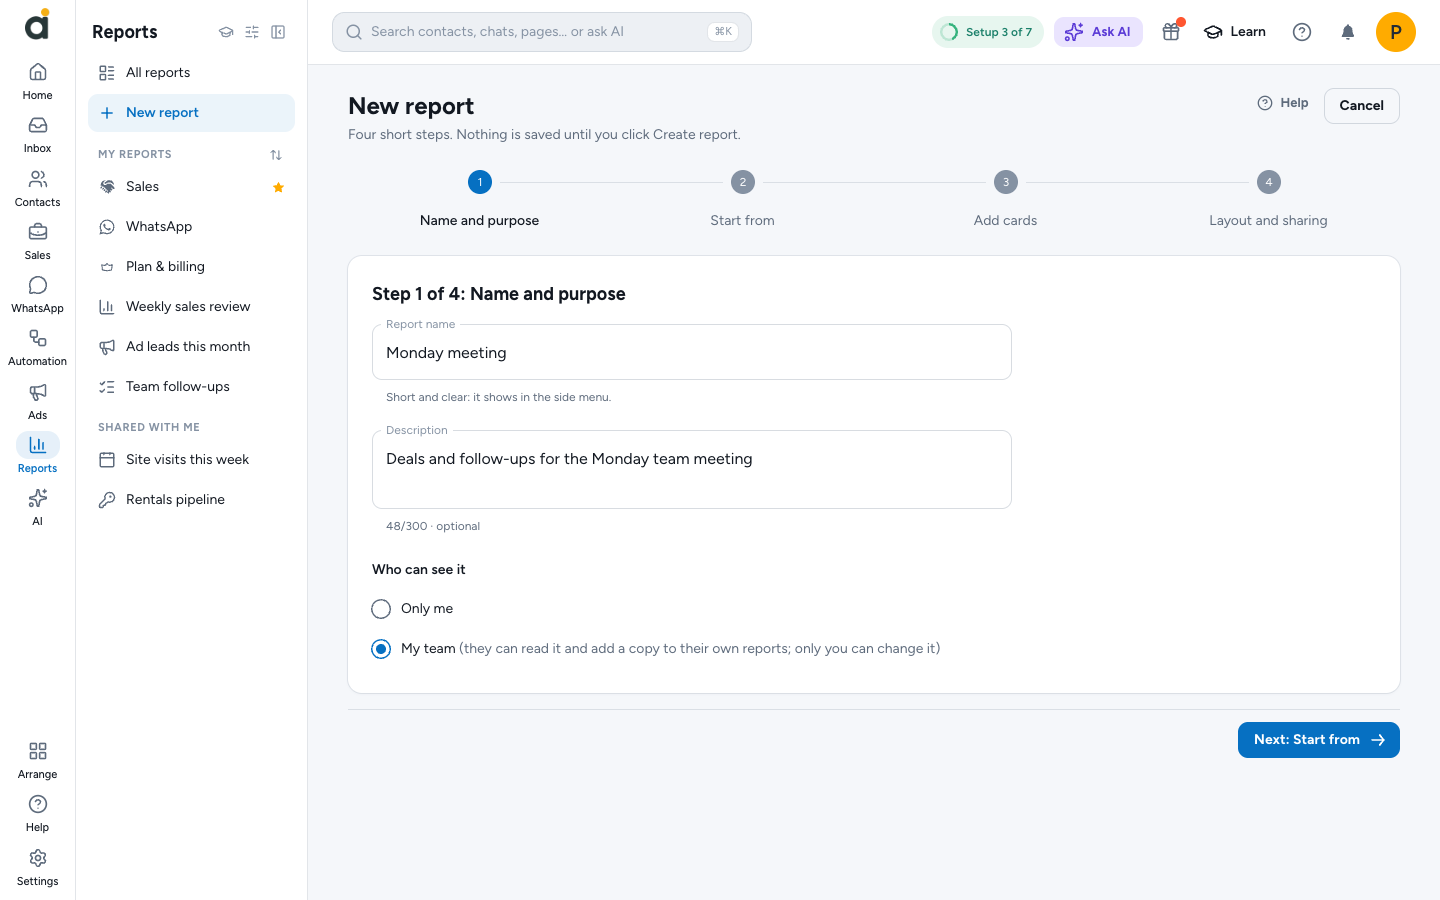 Home
Inbox
Contacts
Sales
WhatsApp
Automation
Ads
Reports
AI
Arrange
Help
Settings
Reports
All reports
New report
MY REPORTS
Sales
WhatsApp
Plan & billing
Weekly sales review
Ad leads this month
Team follow-ups
SHARED WITH ME
Site visits this week
Rentals pipeline
Search contacts, chats, pages... or ask AI
⌘K
Setup 3 of 7
Ask AI
Learn
P
New report
Four short steps. Nothing is saved until you click Create report.
Help
Cancel
1
2
3
4
Name and purpose
Start from
Add cards
Layout and sharing
Step 1 of 4: Name and purpose
Report name
Monday meeting
Short and clear: it shows in the side menu.
Description
Deals and follow-ups for the Monday team meeting
48/300 · optional
Who can see it
Only me
My team (they can read it and add a copy to their own reports; only you can change it)
Next: Start from